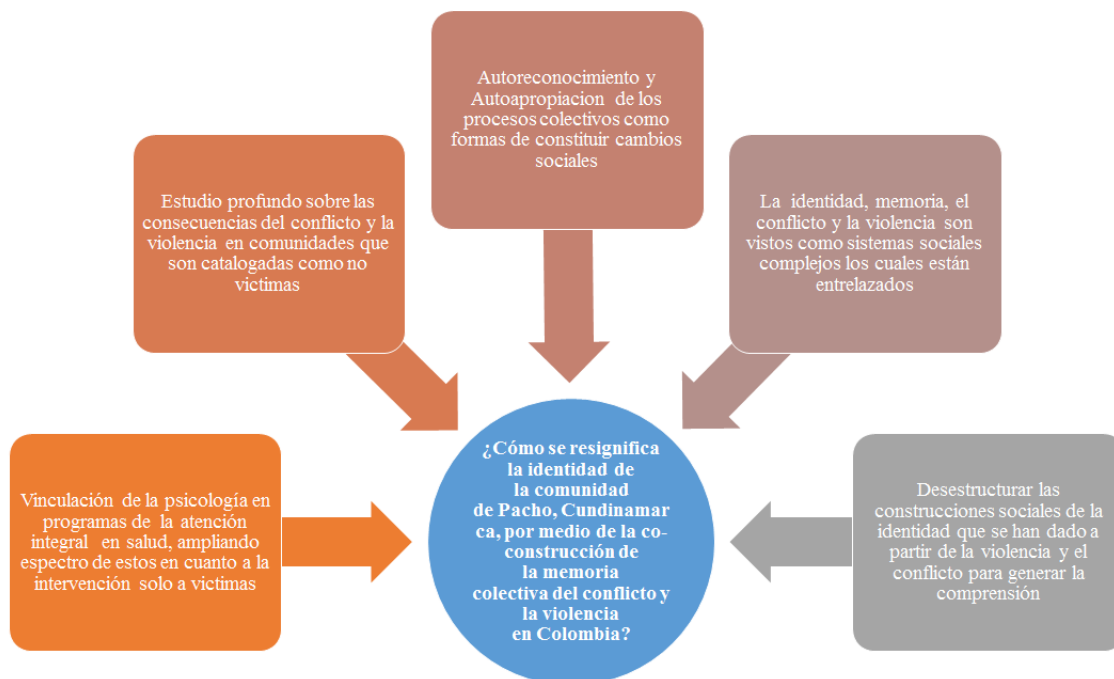 Autoreconocimiento y
Autoapropiacion de los
procesos colectivos como
formas de constituir cambios
sociales
Estudio profundo sobre las
consecuencias del conflicto y la
violencia en comunidades que
son catalogadas como no
victimas
La identidad, memoria, el
conflicto y la violencia son
vistos como sistemas sociales
complejos los cuales están
entrelazados
Vinculación de la psicología en
programas de la atención
integral en salud, ampliando
espectro de estos en cuanto a la
intervención solo a victimas
¿Cómo se resignifica
la identidad de
la comunidad
de Pacho, Cundinamar
ca, por medio de la co-
construcción de
la memoria
colectiva del conflicto y
la violencia
en Colombia?
Desestructurar las
construcciones sociales de la
identidad que se han dado a
partir de la violencia y el
conflicto para generar la
comprensión